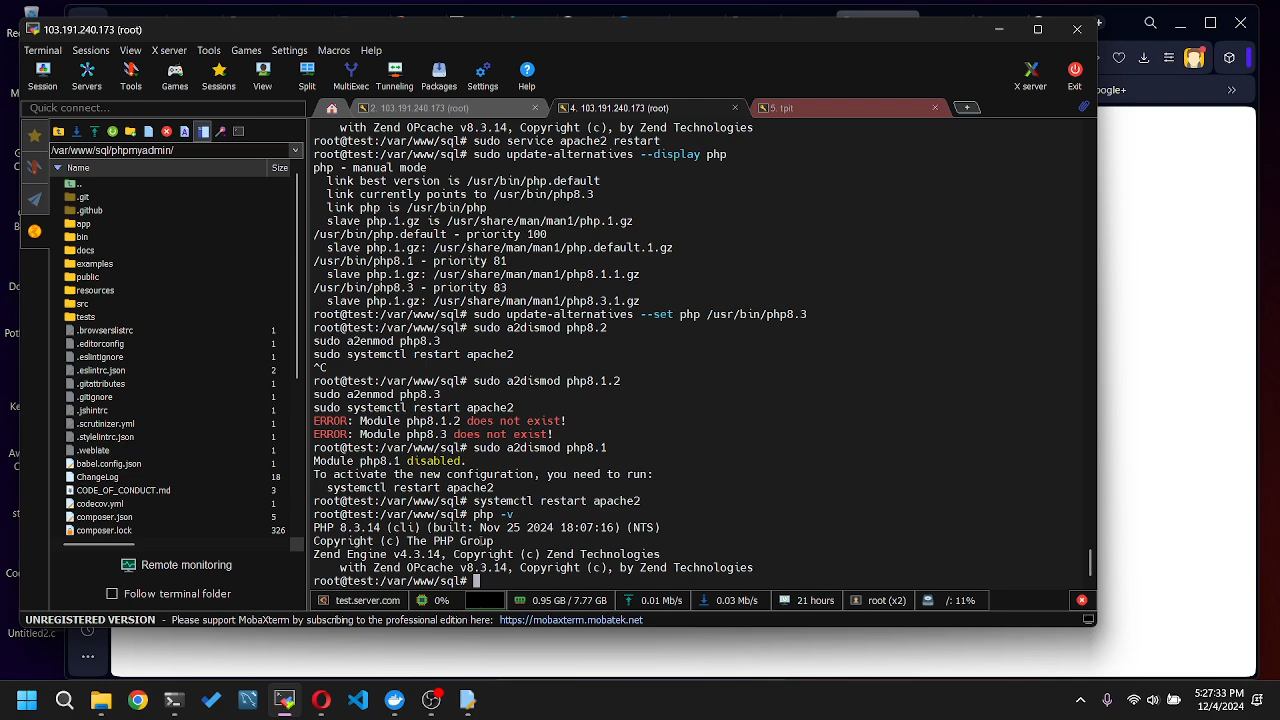 103.191.240.173 (root)
Terminal Sessions View X server Tools Games Settings Macros Help
Session Servers Tools Games Sessions View Split MultiExec Tunneling Packages Settings Help X server Exit
Quick connect...
2. 103.191.240.173 (root)
4. 103.191.240.173 (root)
5. tpit
oogle+
/var/www/sql/phpmyadmin/
Name Size
..
.git
.github
app
bin
docs
examples
public
resources
src
tests
.browserslistrc 1
.editorconfig 1
.eslintignore 1
.eslintrc.json 2
.gitattributes 1
.jshintrc 1
.scrutinizer.yml 1
.stylelintrc.json 1
.weblate 1
babel.config.json 1
ChangeLog 18
CODE_OF_CONDUCT.md 3
codecov.yml 1
composer.json 1
composer.lock 326
Remote monitoring
Follow terminal folder
with Zend OPcache v8.3.14, Copyright (c), by Zend Technologies
root@test:/var/www/sql# sudo service apache2 restart
root@test:/var/www/sql# sudo update-alternatives --display php
php - manual mode
link best version is /usr/bin/php.default
link currently points to /usr/bin/php8.3
link php is /usr/bin/php
slave php.1.gz is /usr/share/man/man1/php.1.gz
/usr/bin/php.default - priority 100
slave php.1.gz: /usr/share/man/man1/php.default.1.gz
/usr/bin/php8.1 - priority 81
slave php.1.gz: /usr/share/man/man1/php8.1.1.gz
/usr/bin/php8.3 - priority 83
slave php.1.gz: /usr/share/man/man1/php8.3.1.gz
root@test:/var/www/sql# sudo update-alternatives --set php /usr/bin/php8.3
root@test:/var/www/sql# sudo a2dismod php8.2
sudo a2enmod php8.3
sudo systemctl restart apache2
^C
root@test:/var/www/sql# sudo a2dismod php8.1.2
sudo a2enmod php8.3
sudo systemctl restart apache2
ERROR: Module php8.1.2 does not exist!
ERROR: Module php8.3 does not exist!
root@test:/var/www/sql# sudo a2dismod php8.1
Module php8.1 disabled.
To activate the new configuration, you need to run:
systemctl restart apache2
root@test:/var/www/sql# systemctl restart apache2
root@test:/var/www/sql# php -v
PHP 8.3.14 (cli) (built: Nov 25 2024 18:07:16) (NTS)
Copyright (c) The PHP Group
Zend Engine v4.3.14, Copyright (c) Zend Technologies
with Zend OPcache v8.3.14, Copyright (c), by Zend Technologies
root@test:/var/www/sql#
test.server.com 0% 0.95 GB / 7.77 GB 0.01 Mb/s 0.03 Mb/s 21 hours root (x2) /: 11%
UNREGISTERED VERSION - Please support MobaXterm by subscribing to the professional edition here: https://mobaxterm.mobatek.net
Untitled2.c
5:27:33 PM
12/4/2024